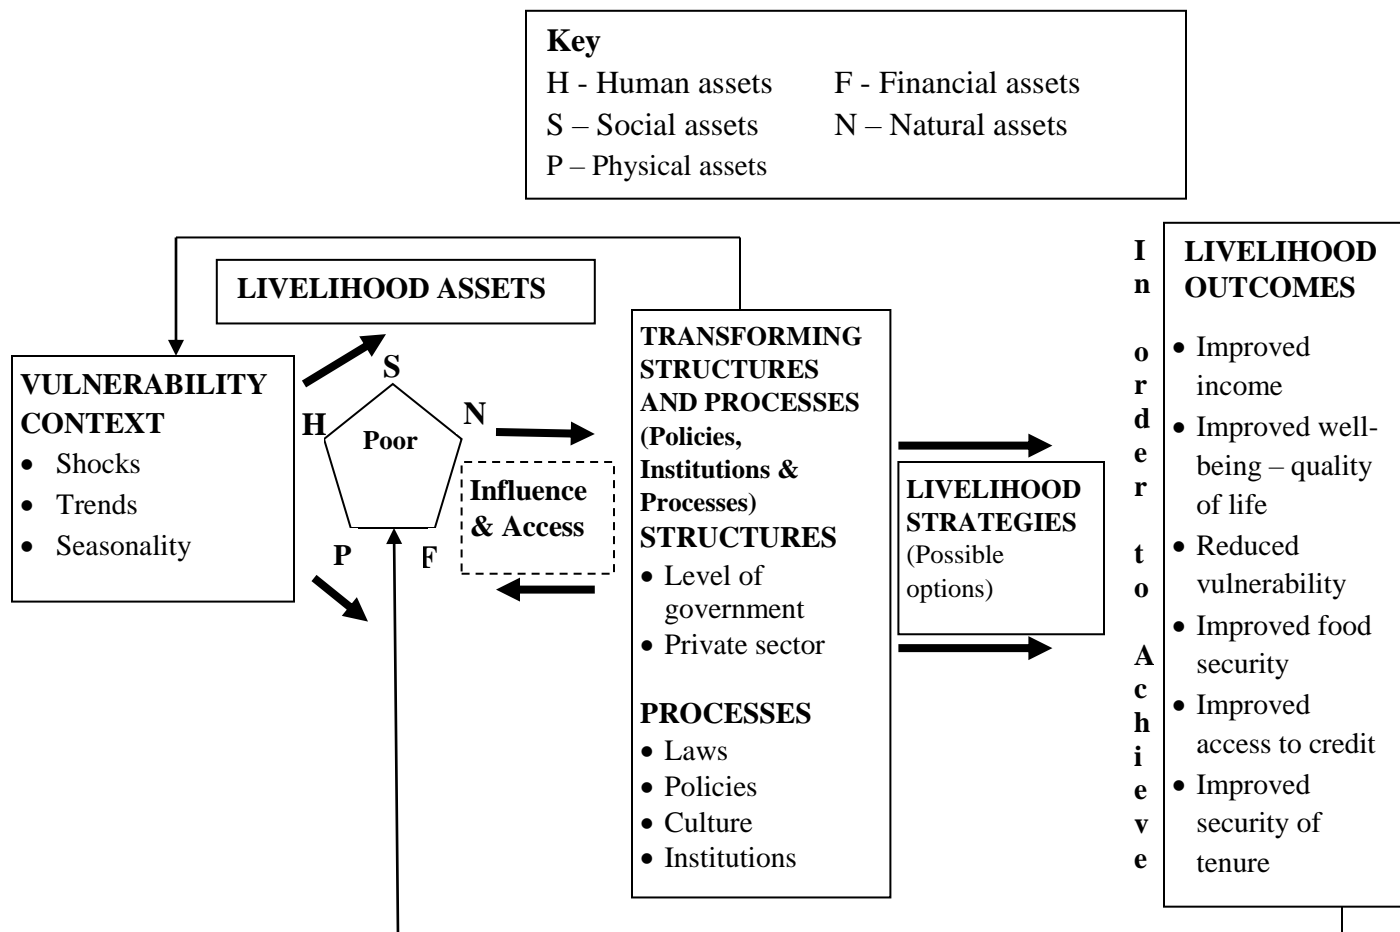 Key
H - Human assets F - Financial assets
S – Social assets N – Natural assets
P – Physical assets
LIVELIHOOD ASSETS
VULNERABILITY
CONTEXT
• Shocks
• Trends
• Seasonality
S
H
N
Poor
P
F
Influence
& Access
TRANSFORMING
STRUCTURES
AND PROCESSES
(Policies,
Institutions &
Processes)
STRUCTURES
• Level of
government
• Private sector
PROCESSES
• Laws
• Policies
• Culture
• Institutions
LIVELIHOOD
STRATEGIES
(Possible
options)
In order to Achieve
LIVELIHOOD
OUTCOMES
• Improved
income
• Improved well-
being – quality
of life
• Reduced
vulnerability
• Improved food
security
• Improved
access to credit
• Improved
security of
tenure